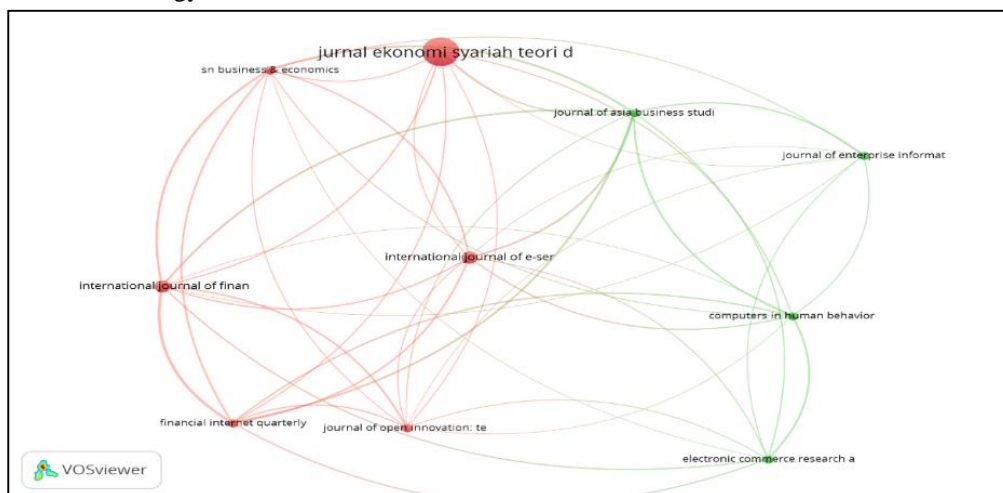 jurnal ekonomi syariah teori d
sn business & economics
journal of asia business studi
journal of enterprise informat
international journal of e-ser
international journal of finan
computers in human behavior
financial internet quarterly
journal of open innovation: te
electronic commerce research a
VOSviewer